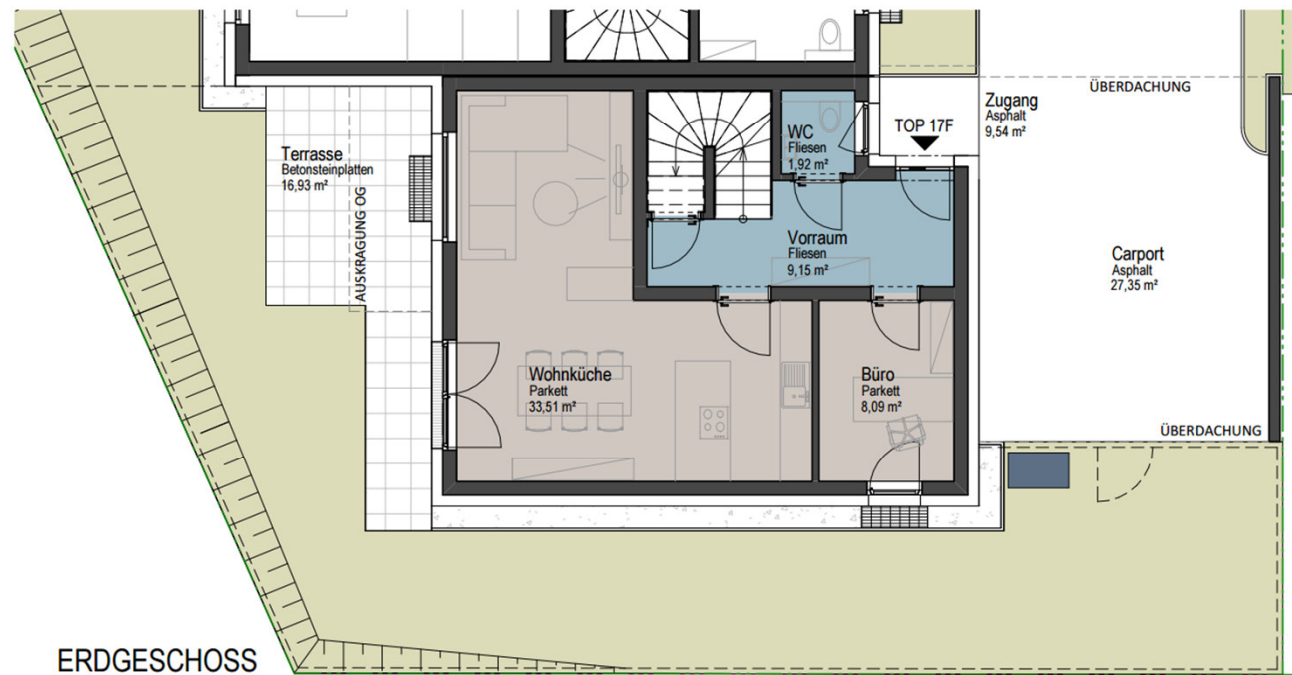 ÜBERDACHUNG
Zugang
Asphalt
9,54 m²
TOP 17F
WC
Fliesen
1,92 m²
Terrasse
Betonsteinplatten
16,93 m²
AUSKRAGUNG OG
Vorraum
Fliesen
9,15 m²
Carport
Asphalt
27,35 m²
Wohnküche
Parkett
33,51 m²
Büro
Parkett
8,09 m²
ÜBERDACHUNG
ERDGESCHOSS